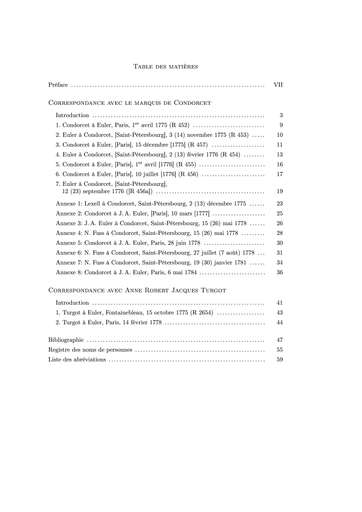 Table des matières
Préface ........ VII
Correspondance avec le marquis de Condorcet
Introduction ........ 3
1. Condorcet à Euler, Paris, 1er avril 1775 (R 452) ........ 9
2. Euler à Condorcet, [Saint-Pétersbourg], 3 (14) novembre 1775 (R 453) ...... 10
3. Condorcet à Euler, [Paris], 15 décembre [1775] (R 457) ........ 11
4. Euler à Condorcet, [Saint-Pétersbourg], 2 (13) février 1776 (R 454) ........ 13
5. Condorcet à Euler, [Paris], 1er avril [1776] (R 455) ........ 16
6. Condorcet à Euler, [Paris], 10 juillet [1776] (R 456) ........ 17
7. Euler à Condorcet, [Saint-Pétersbourg],
12 (23) septembre 1776 ([R 456a]) ........ 19
Annexe 1: Lexell à Condorcet, Saint-Pétersbourg, 2 (13) décembre 1775 ...... 23
Annexe 2: Condorcet à J. A. Euler, [Paris], 10 mars [1777] ........ 25
Annexe 3: J. A. Euler à Condorcet, Saint-Pétersbourg, 15 (26) mai 1778 ...... 26
Annexe 4: N. Fuss à Condorcet, Saint-Pétersbourg, 15 (26) mai 1778 ........ 28
Annexe 5: Condorcet à J. A. Euler, Paris, 28 juin 1778 ........ 30
Annexe 6: N. Fuss à Condorcet, Saint-Pétersbourg, 27 juillet (7 août) 1778 ... 31
Annexe 7: N. Fuss à Condorcet, Saint-Pétersbourg, 19 (30) janvier 1781 ...... 34
Annexe 8: Condorcet à J. A. Euler, Paris, 6 mai 1784 ........ 36
Correspondance avec Anne Robert Jacques Turgot
Introduction ........ 41
1. Turgot à Euler, Fontainebleau, 15 octobre 1775 (R 2654) ........ 43
2. Turgot à Euler, Paris, 14 février 1778 ........ 44
Bibliographie ........ 47
Registre des noms de personnes ........ 55
Liste des abréviations ........ 59